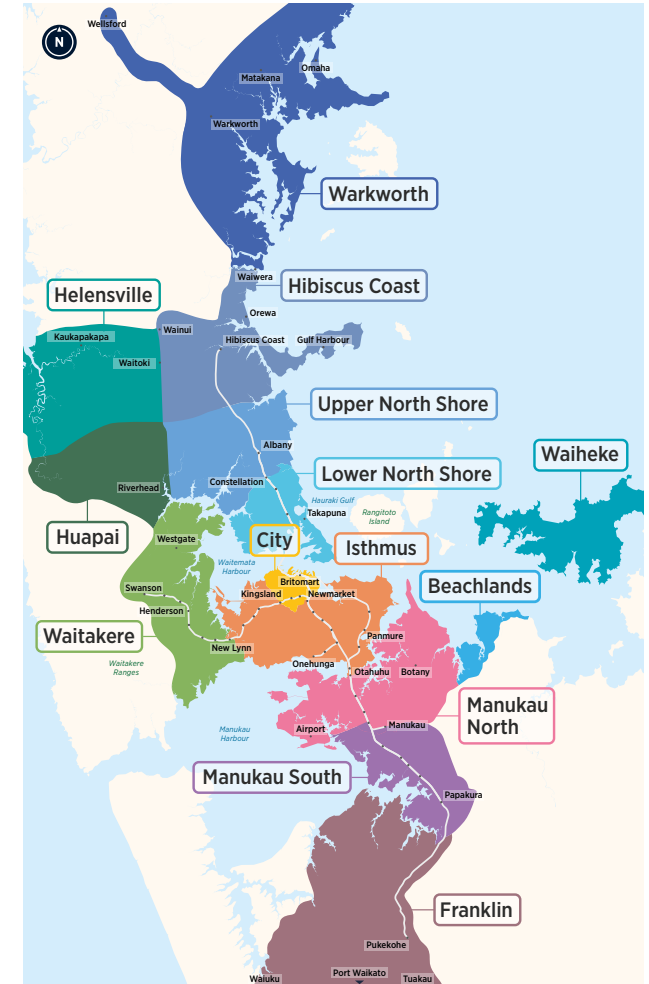 Wellsford
N
Omaha
Matakana
Warkworth
Warkworth
Waiwera
Hibiscus Coast
Helensville
Orewa
Wainui
Kaukapakapa
Hibiscus Coast
Gulf Harbour
Waitoki
Upper North Shore
Albany
Waiheke
Lower North Shore
Constellation
Riverhead
Hauraki Gulf
Takapuna
Rangitoto
Island
Huapai
Westgate
City
Isthmus
Waitemata
Harbour
Britomart
Beachlands
Swanson
Kingsland
Newmarket
Henderson
Waitakere
Panmure
New Lynn
Waitakere
Ranges
Onehunga
Otahuhu
Botany
Manukau
North
Manukau
Harbour
Airport
Manukau
Manukau South
Papakura
Franklin
Pukekohe
Port Waikato
Waiuku
Tuakau